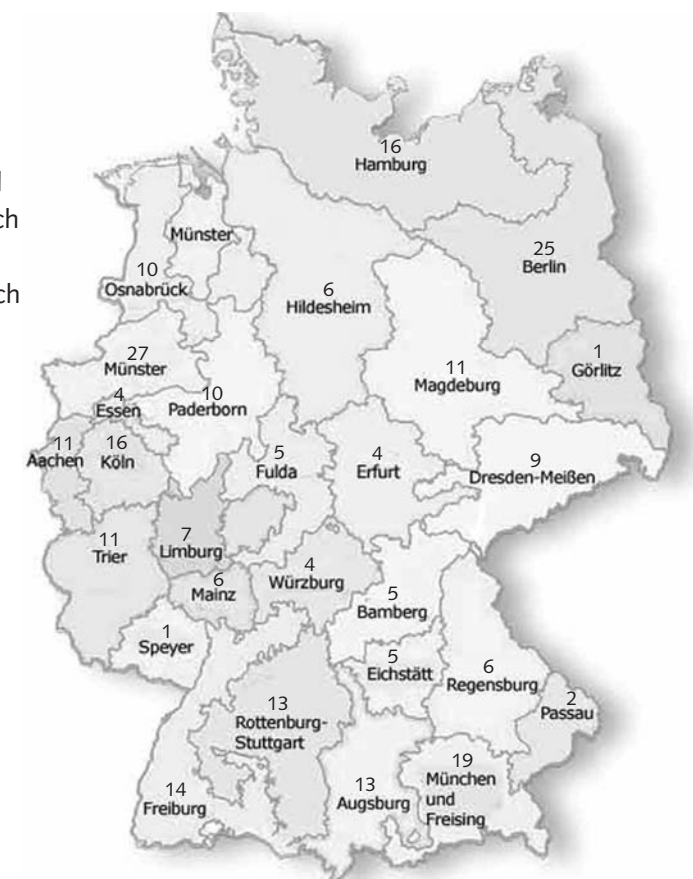 16
Hamburg
ch
Münster
25
Berlin
10
Osnabrück
ch
6
Hildesheim
27
Münster
1
Görlitz
11
Magdeburg
4
Essen
10
Paderborn
11
Aachen
16
Köln
5
Fulda
4
Erfurt
9
Dresden-Meißen
11
Trier
7
Limburg
4
Würzburg
6
Mainz
5
Bamberg
1
Speyer
5
Eichstätt
6
Regensburg
2
Passau
13
Rottenburg-
Stuttgart
14
Freiburg
13
Augsburg
19
München
und
Freising